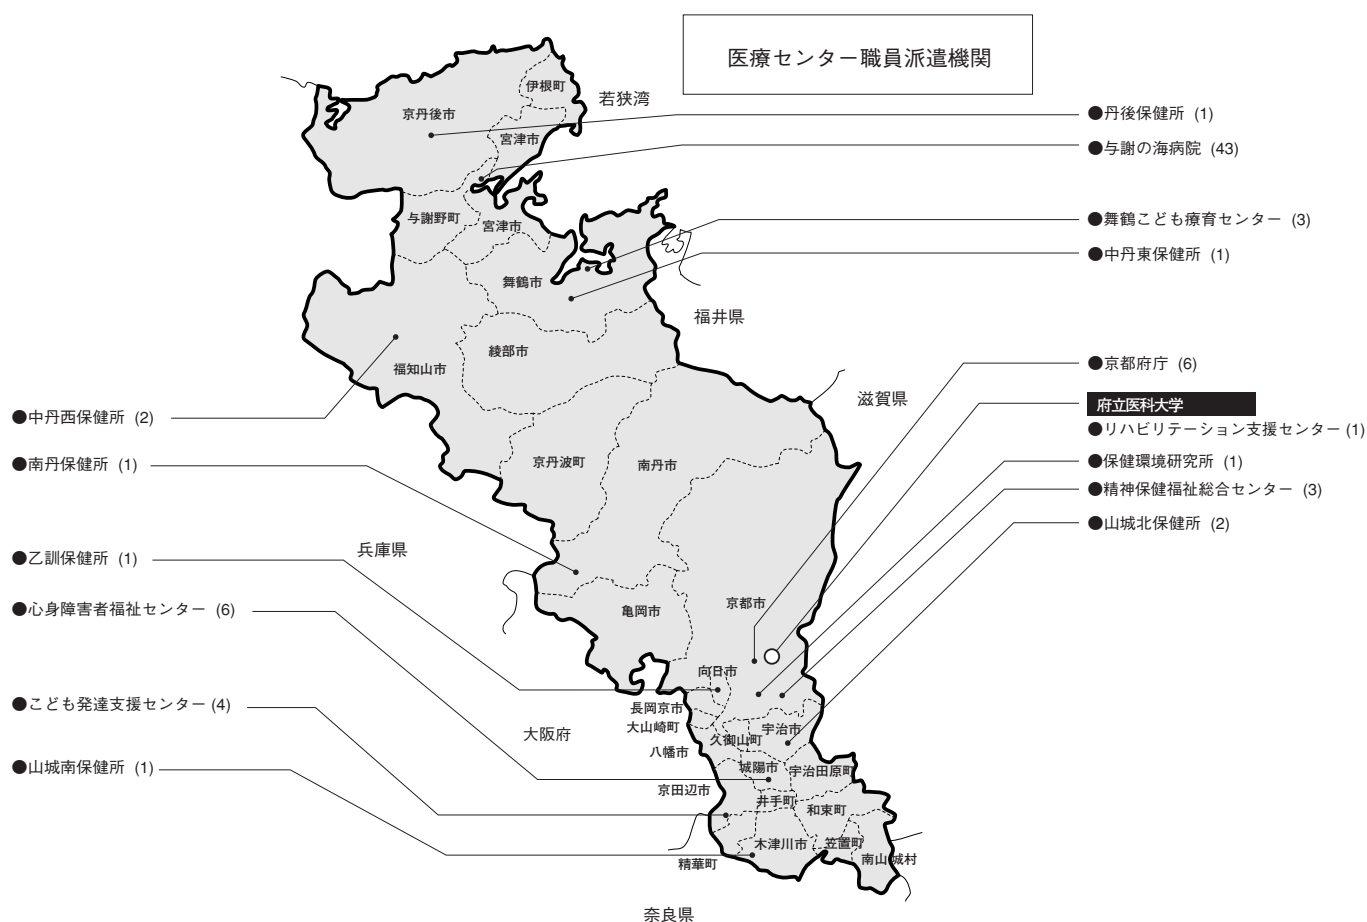 医療センター職員派遣機関
若狭湾
伊根町
京丹後市
宮津市
与謝野町
宮津市
舞鶴市
福井県
綾部市
福知山市
滋賀県
京丹波町
南丹市
兵庫県
京都市
亀岡市
向日市
長岡京市
大山崎町
大阪府
久御山町
宇治市
八幡市
城陽市
宇治田原町
京田辺市
井手町
和束町
木津川市
笠置町
精華町
南山城村
奈良県
●丹後保健所 (1)
●与謝の海病院 (43)
●舞鶴こども療育センター (3)
●中丹東保健所 (1)
●京都府庁 (6)
府立医科大学
●リハビリテーション支援センター (1)
●保健環境研究所 (1)
●精神保健福祉総合センター (3)
●山城北保健所 (2)
●中丹西保健所 (2)
●南丹保健所 (1)
●乙訓保健所 (1)
●心身障害者福祉センター (6)
●こども発達支援センター (4)
●山城南保健所 (1)